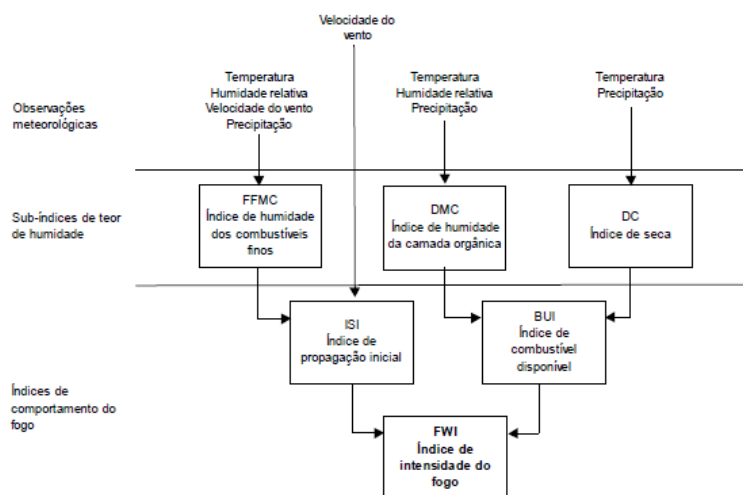 Velocidade do
vento
Observações
meteorológicas
Temperatura
Humidade relativa
Velocidade do vento
Precipitação
Temperatura
Humidade relativa
Precipitação
Temperatura
Precipitação
Sub-índices de teor
de humidade
FFMC
Índice de humidade
dos combustíveis
finos
DMC
Índice de humidade
da camada orgânica
DC
Índice de seca
Índices de
comportamento do
fogo
ISI
Índice de
propagação inicial
BUI
Índice de
combustível
disponível
FWI
Índice de
intensidade do
fogo